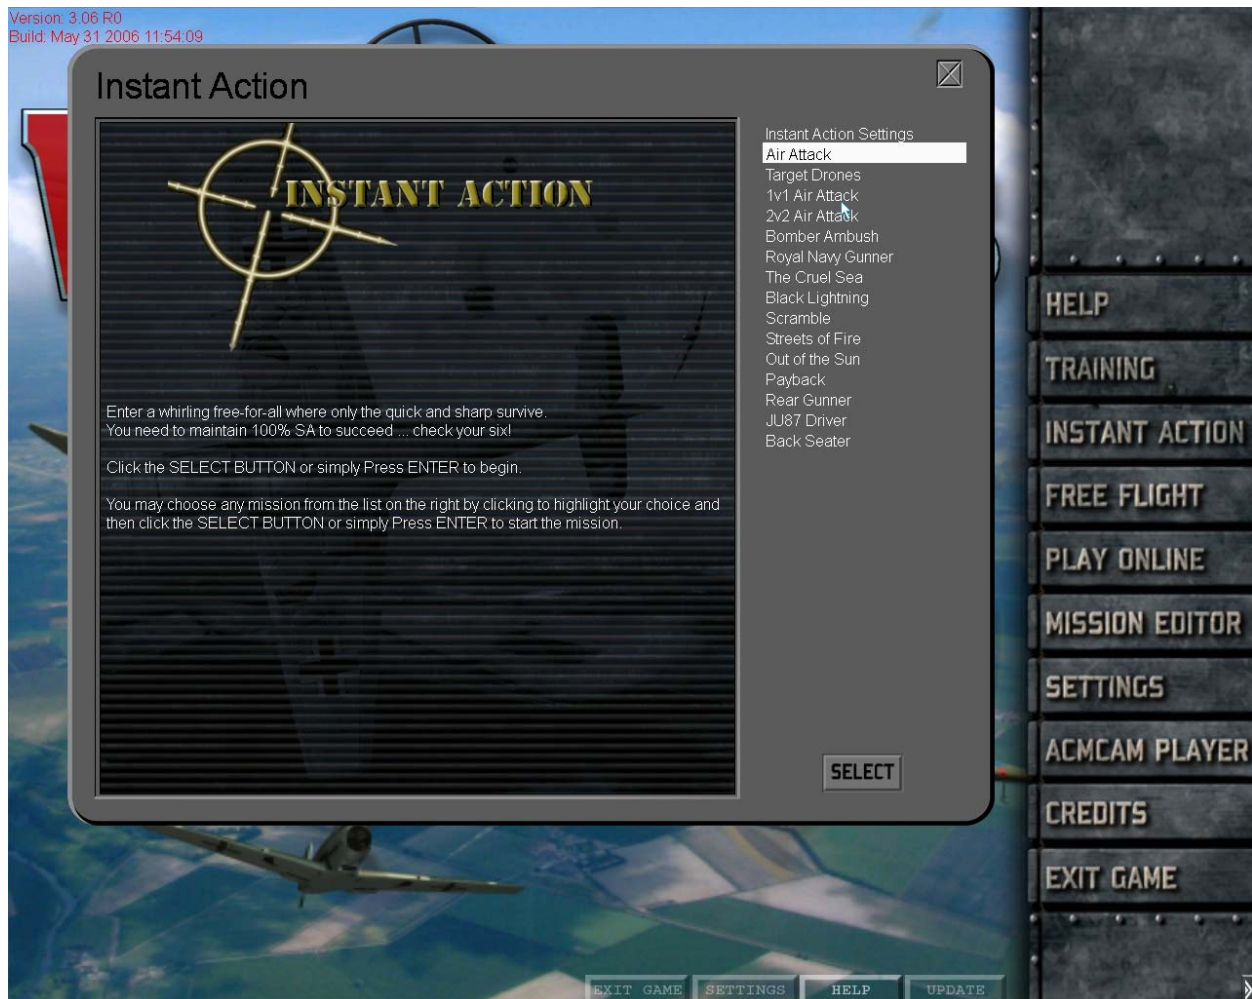 Version: 3.06 R0
Build: May 31 2006 11:54:09
Instant Action
INSTANT ACTION
Enter a whirling free-for-all where only the quick and sharp survive.
You need to maintain 100% SA to succeed ... check your six!
Click the SELECT BUTTON or simply Press ENTER to begin.
You may choose any mission from the list on the right by clicking to highlight your choice and
then click the SELECT BUTTON or simply Press ENTER to start the mission.
Instant Action Settings
Air Attack
Target Drones
1v1 Air Attack
2v2 Air Attack
Bomber Ambush
Royal Navy Gunner
The Cruel Sea
Black Lightning
Scramble
Streets of Fire
Out of the Sun
Payback
Rear Gunner
JU87 Driver
Back Seater
SELECT
HELP
TRAINING
INSTANT ACTION
FREE FLIGHT
PLAY ONLINE
MISSION EDITOR
SETTINGS
ACMCAM PLAYER
CREDITS
EXIT GAME
EXIT GAME
SETTINGS
HELP
UPDATE